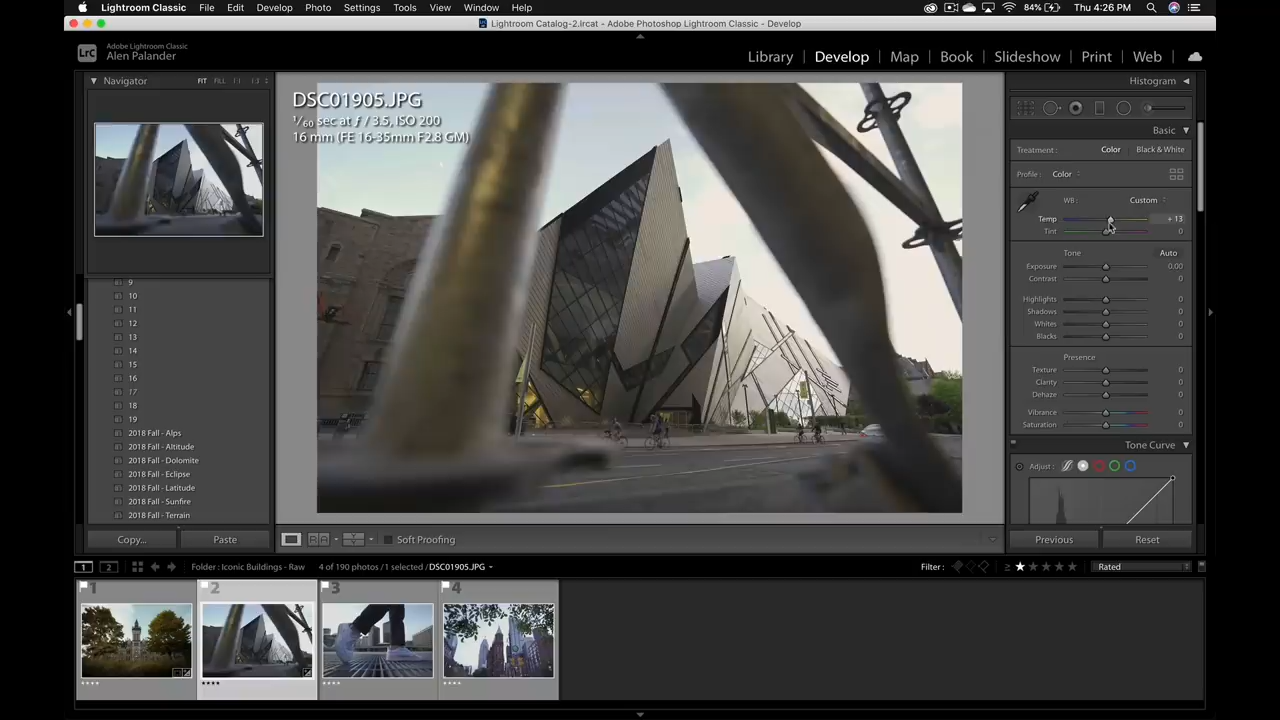 Lightroom Classic File Edit Develop Photo Settings Tools View Window Help 84% Thu 4:26 PM
Lightroom Catalog-2.lrcat - Adobe Photoshop Lightroom Classic - Develop
LrC Adobe Lightroom Classic
Alen Palander
Library Develop Map Book Slideshow Print Web
Navigator FIT FILL
Histogram
DSC01905.JPG
1/60 sec at ƒ / 3.5, ISO 200
16 mm (FE 16-35mm F2.8 GM)
Basic
Treatment: Color Black & White
Profile: Color
WB: Custom
Temp + 13
Tint 0
Tone Auto
Exposure 0.00
Contrast 0
Highlights 0
Shadows 0
Whites 0
Blacks 0
Presence
Texture 0
Clarity 0
Dehaze 0
Vibrance 0
Saturation 0
Tone Curve
Adjust:
9
10
11
12
13
14
15
16
17
18
19
2018 Fall - Alps
2018 Fall - Altitude
2018 Fall - Dolomite
2018 Fall - Eclipse
2018 Fall - Latitude
2018 Fall - Sunfire
2018 Fall - Terrain
Copy... Paste
Soft Proofing
Previous Reset
1 2 Folder: Iconic Buildings - Raw 4 of 190 photos /1 selected /DSC01905.JPG Filter: ≥ Rated
1 2 3 4